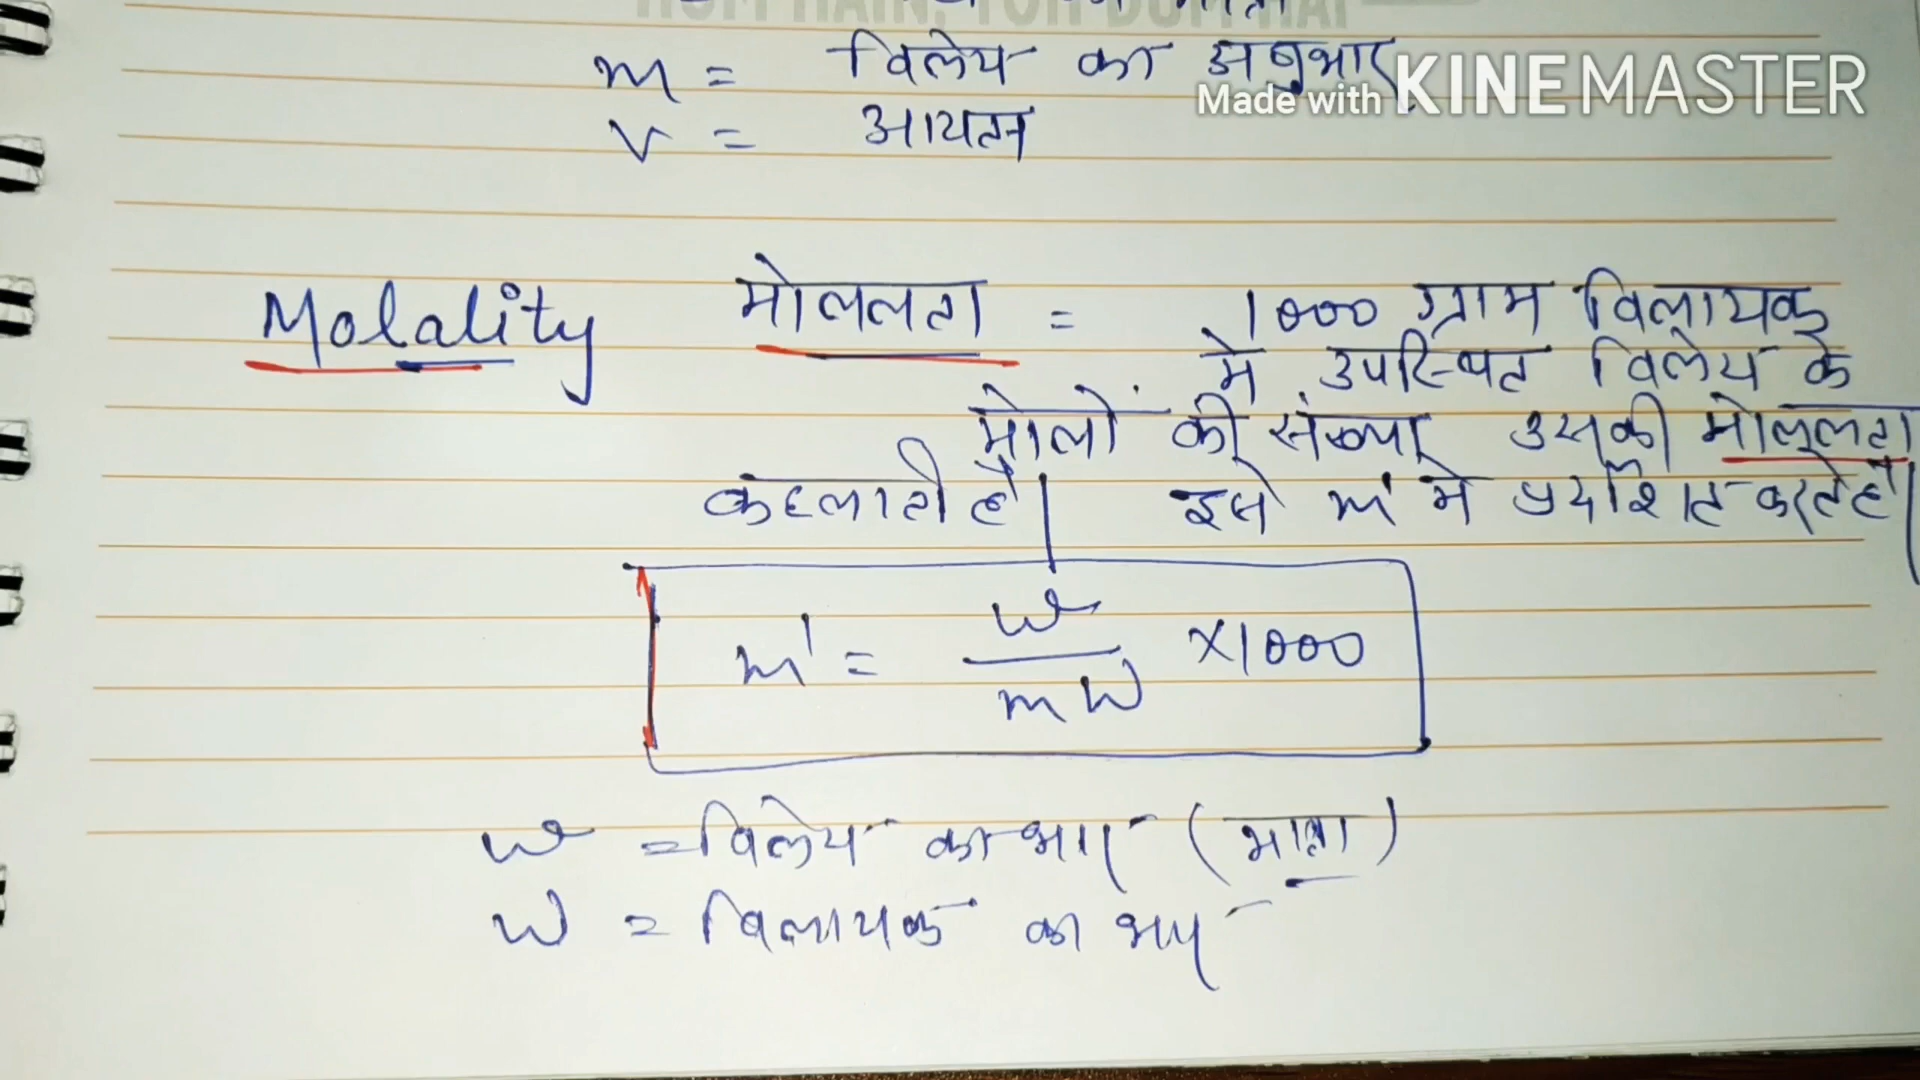 m = विलेय का अणुभार
Made with KINEMASTER
V = आयतन
Molality मोललता = 1000 ग्राम विलायक
मे उपस्थित विलेय के
मोलों की संख्या उसकी मोललता
कहलाती है। इसे m' मे प्रदर्शित करते है।
m' = w/mW ×1000
w = विलेय का भार (मात्रा)
W = विलायक का भार